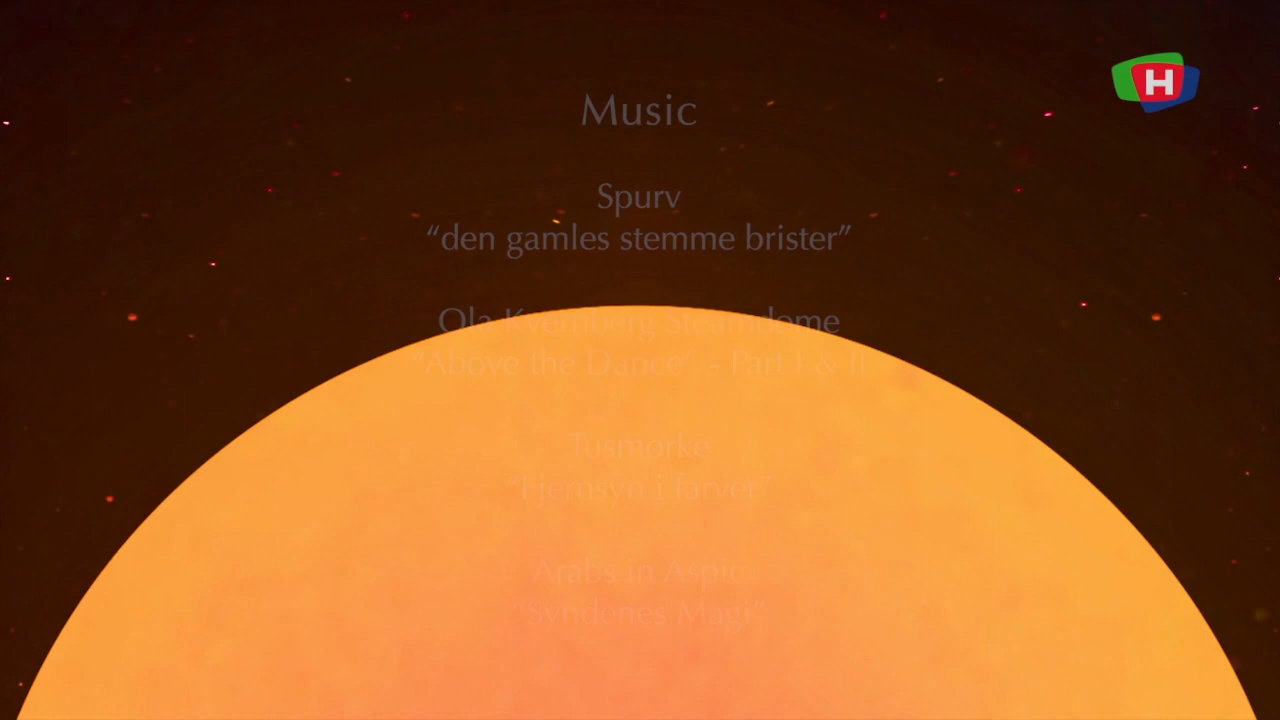 Music
H
Spurv
“den gamles stemme brister”
Ola Kvernberg Steamdome
“Above the Dance” - Part I & II
Tusmørke
“Fjernsyn i farver”
Arabs in Aspic
“Syndenes Magi”